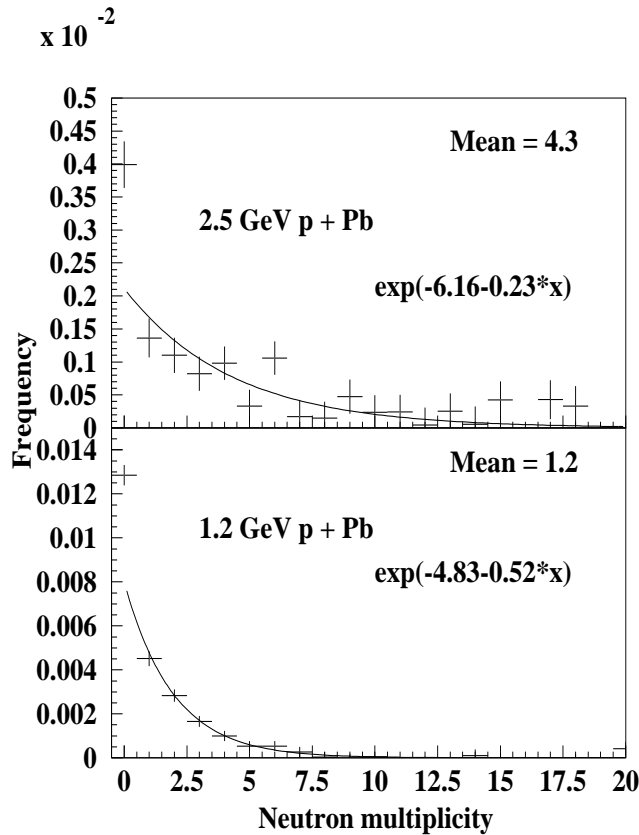 x 10 -2
0.5
0.45
0.4
0.35
0.3
0.25
0.2
0.15
0.1
0.05
0
Mean = 4.3
2.5 GeV p + Pb
exp(-6.16-0.23*x)
Frequency
0.014
0.012
0.01
0.008
0.006
0.004
0.002
0
Mean = 1.2
1.2 GeV p + Pb
exp(-4.83-0.52*x)
0 2.5 5 7.5 10 12.5 15 17.5 20
Neutron multiplicity